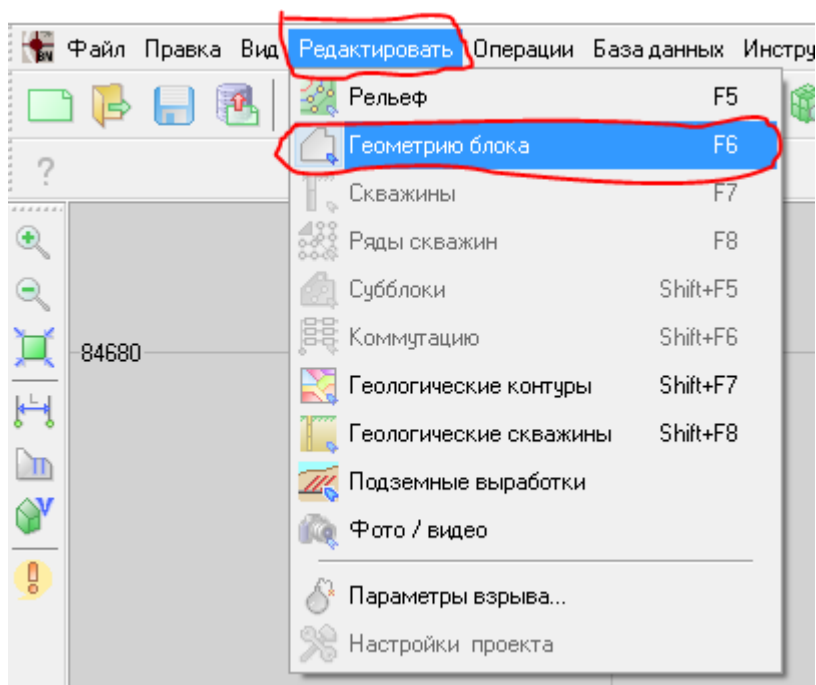 Файл Правка Вид Редактировать Операции База данных Инстру
Рельеф F5
Геометрию блока F6
?
Скважины F7
Ряды скважин F8
Субблоки Shift+F5
84680
Коммутацию Shift+F6
L
Геологические контуры Shift+F7
Геологические скважины Shift+F8
Подземные выработки
V
Фото / видео
Параметры взрыва...
Настройки проекта